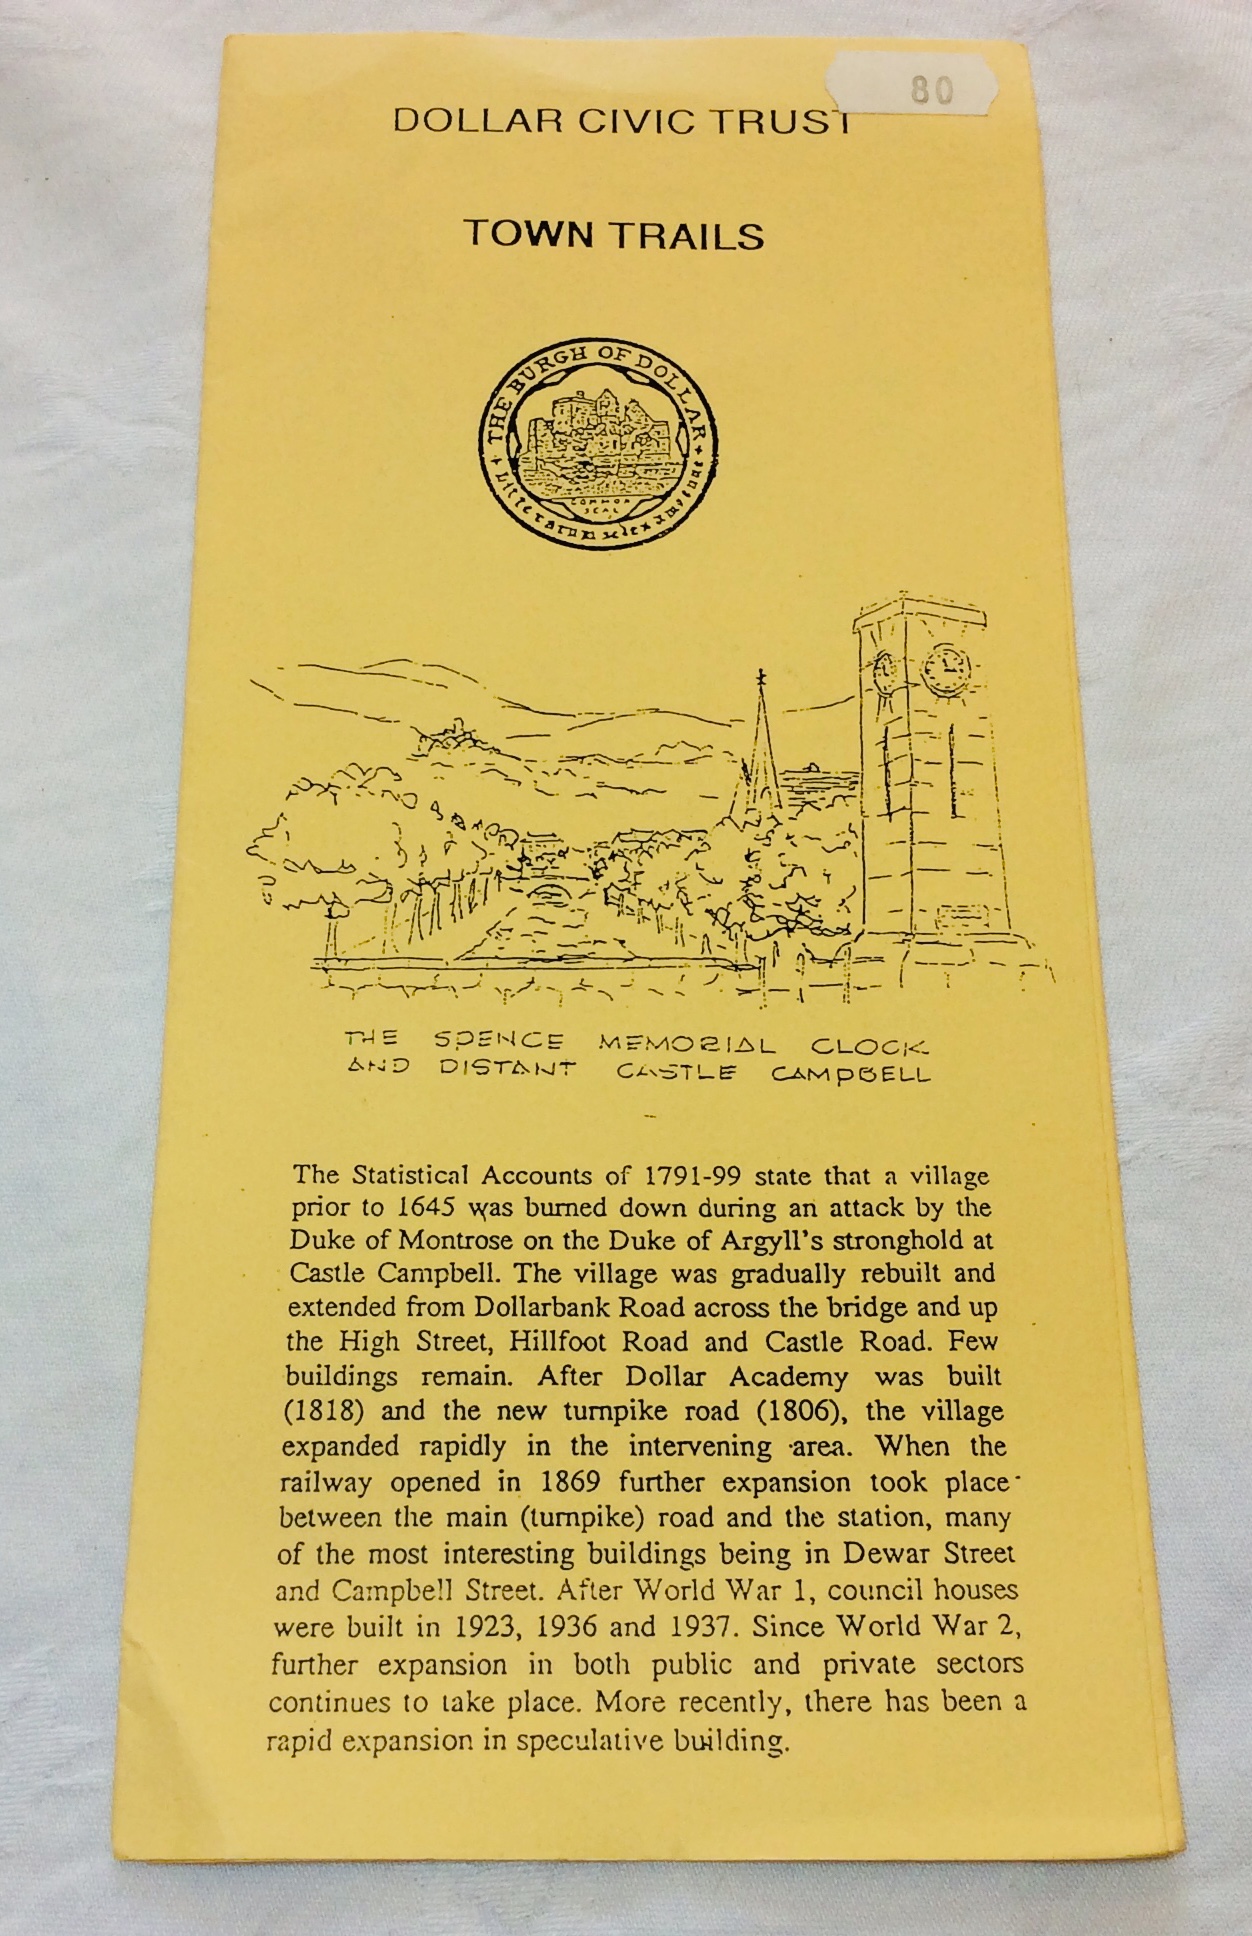 80
DOLLAR CIVIC TRUST
TOWN TRAILS
THE BURGH OF DOLLAR
COMMON
SEAL
THE SPENCE MEMORIAL CLOCK
AND DISTANT CASTLE CAMPBELL
The Statistical Accounts of 1791-99 state that a village
prior to 1645 was burned down during an attack by the
Duke of Montrose on the Duke of Argyll's stronghold at
Castle Campbell. The village was gradually rebuilt and
extended from Dollarbank Road across the bridge and up
the High Street, Hillfoot Road and Castle Road. Few
buildings remain. After Dollar Academy was built
(1818) and the new turnpike road (1806), the village
expanded rapidly in the intervening area. When the
railway opened in 1869 further expansion took place
between the main (turnpike) road and the station, many
of the most interesting buildings being in Dewar Street
and Campbell Street. After World War 1, council houses
were built in 1923, 1936 and 1937. Since World War 2,
further expansion in both public and private sectors
continues to take place. More recently, there has been a
rapid expansion in speculative building.